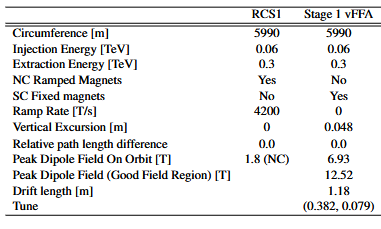 RCS1 Stage 1 vFFA
Circumference [m] 5990 5990
Injection Energy [TeV] 0.06 0.06
Extraction Energy [TeV] 0.3 0.3
NC Ramped Magnets Yes No
SC Fixed magnets No Yes
Ramp Rate [T/s] 4200 0
Vertical Excursion [m] 0 0.048
Relative path length difference 0.0 0.0
Peak Dipole Field On Orbit [T] 1.8 (NC) 6.93
Peak Dipole Field (Good Field Region) [T] 12.52
Drift length [m] 1.18
Tune (0.382, 0.079)